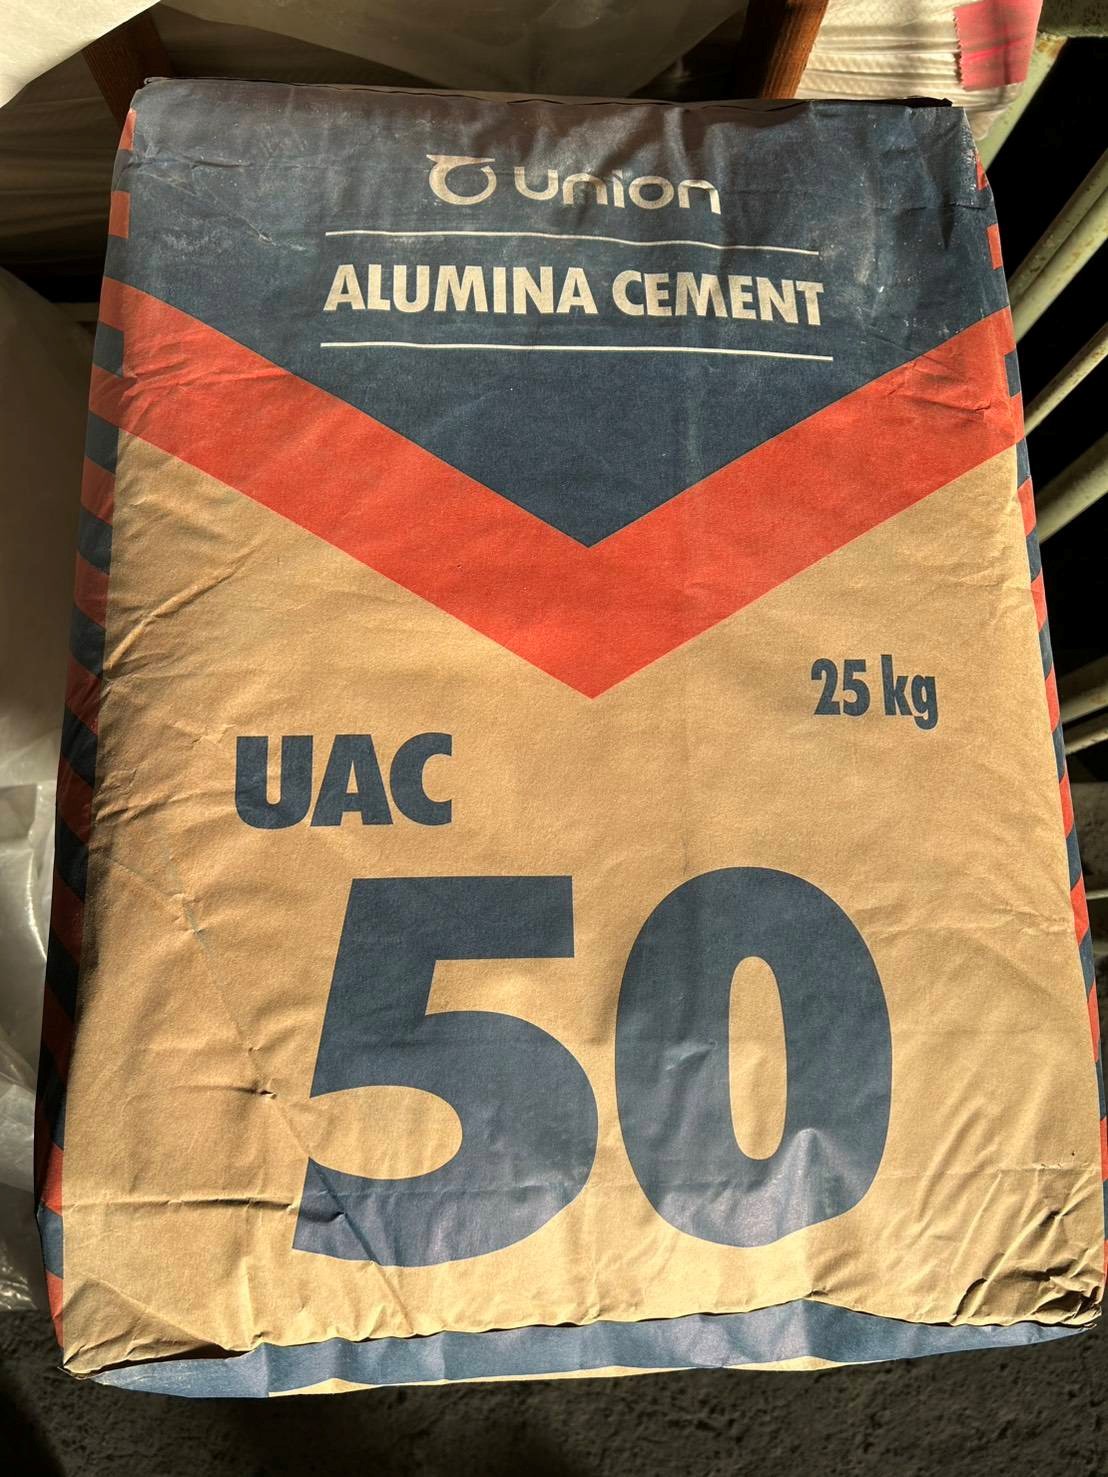 union
ALUMINA CEMENT
25 kg
UAC
50